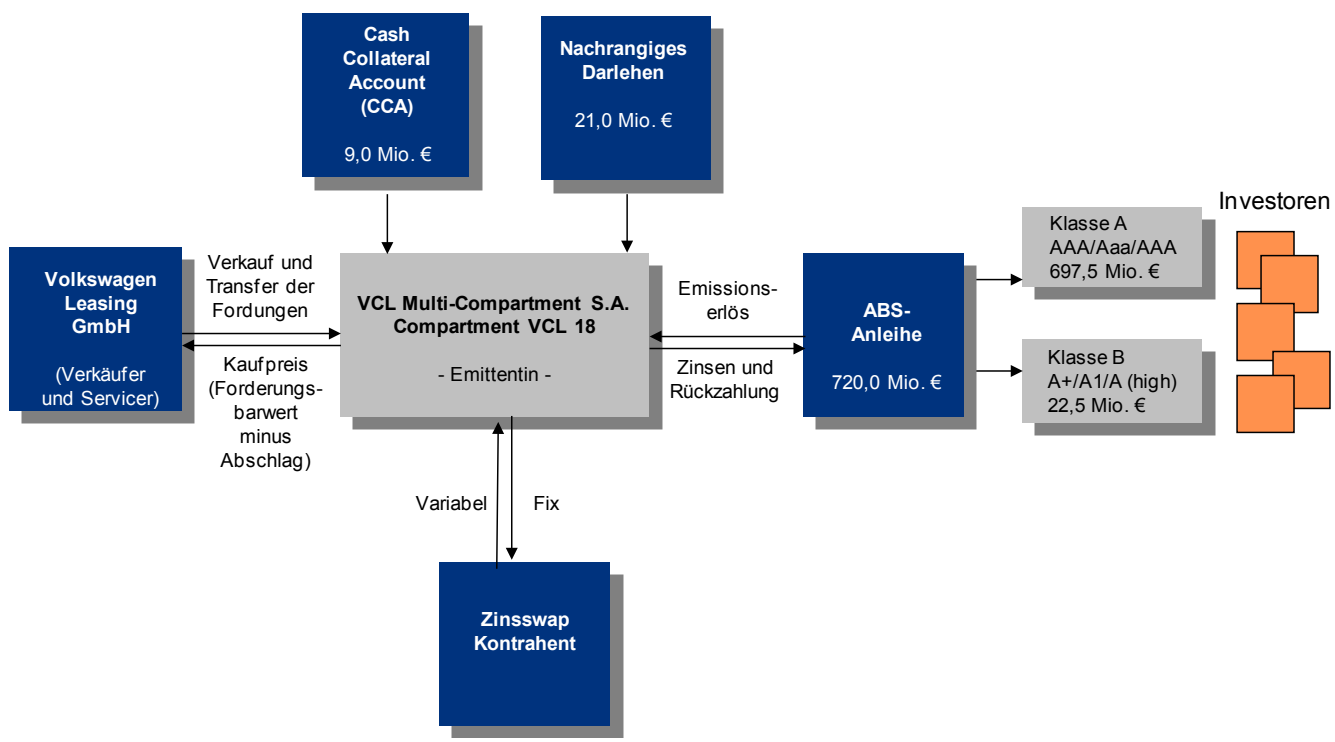 Cash
Collateral
Account
(CCA)
9,0 Mio. €
Nachrangiges
Darlehen
21,0 Mio. €
Volkswagen
Leasing
GmbH
(Verkäufer
und Servicer)
Verkauf und
Transfer der
Fordungen
Kaufpreis
(Forderungs-
barwert
minus
Abschlag)
VCL Multi-Compartment S.A.
Compartment VCL 18
- Emittentin -
Emissions-
erlös
Zinsen und
Rückzahlung
ABS-
Anleihe
720,0 Mio. €
Investoren
Klasse A
AAA/Aaa/AAA
697,5 Mio. €
Klasse B
A+/A1/A (high)
22,5 Mio. €
Variabel
Fix
Zinsswap
Kontrahent